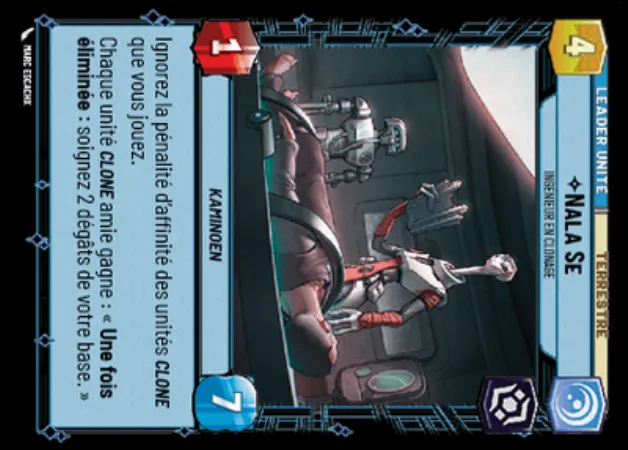 4
LEADER UNITÉ
TERRESTRE
NALA SE
INGÉNIEUR EN CLONAGE
1
KAMINOEN
7
Ignorez la pénalité d'affinité des unités CLONE
que vous jouez.
Chaque unité CLONE amie gagne : « Une fois
éliminée : soignez 2 dégâts de votre base. »
MARC ESCACHX